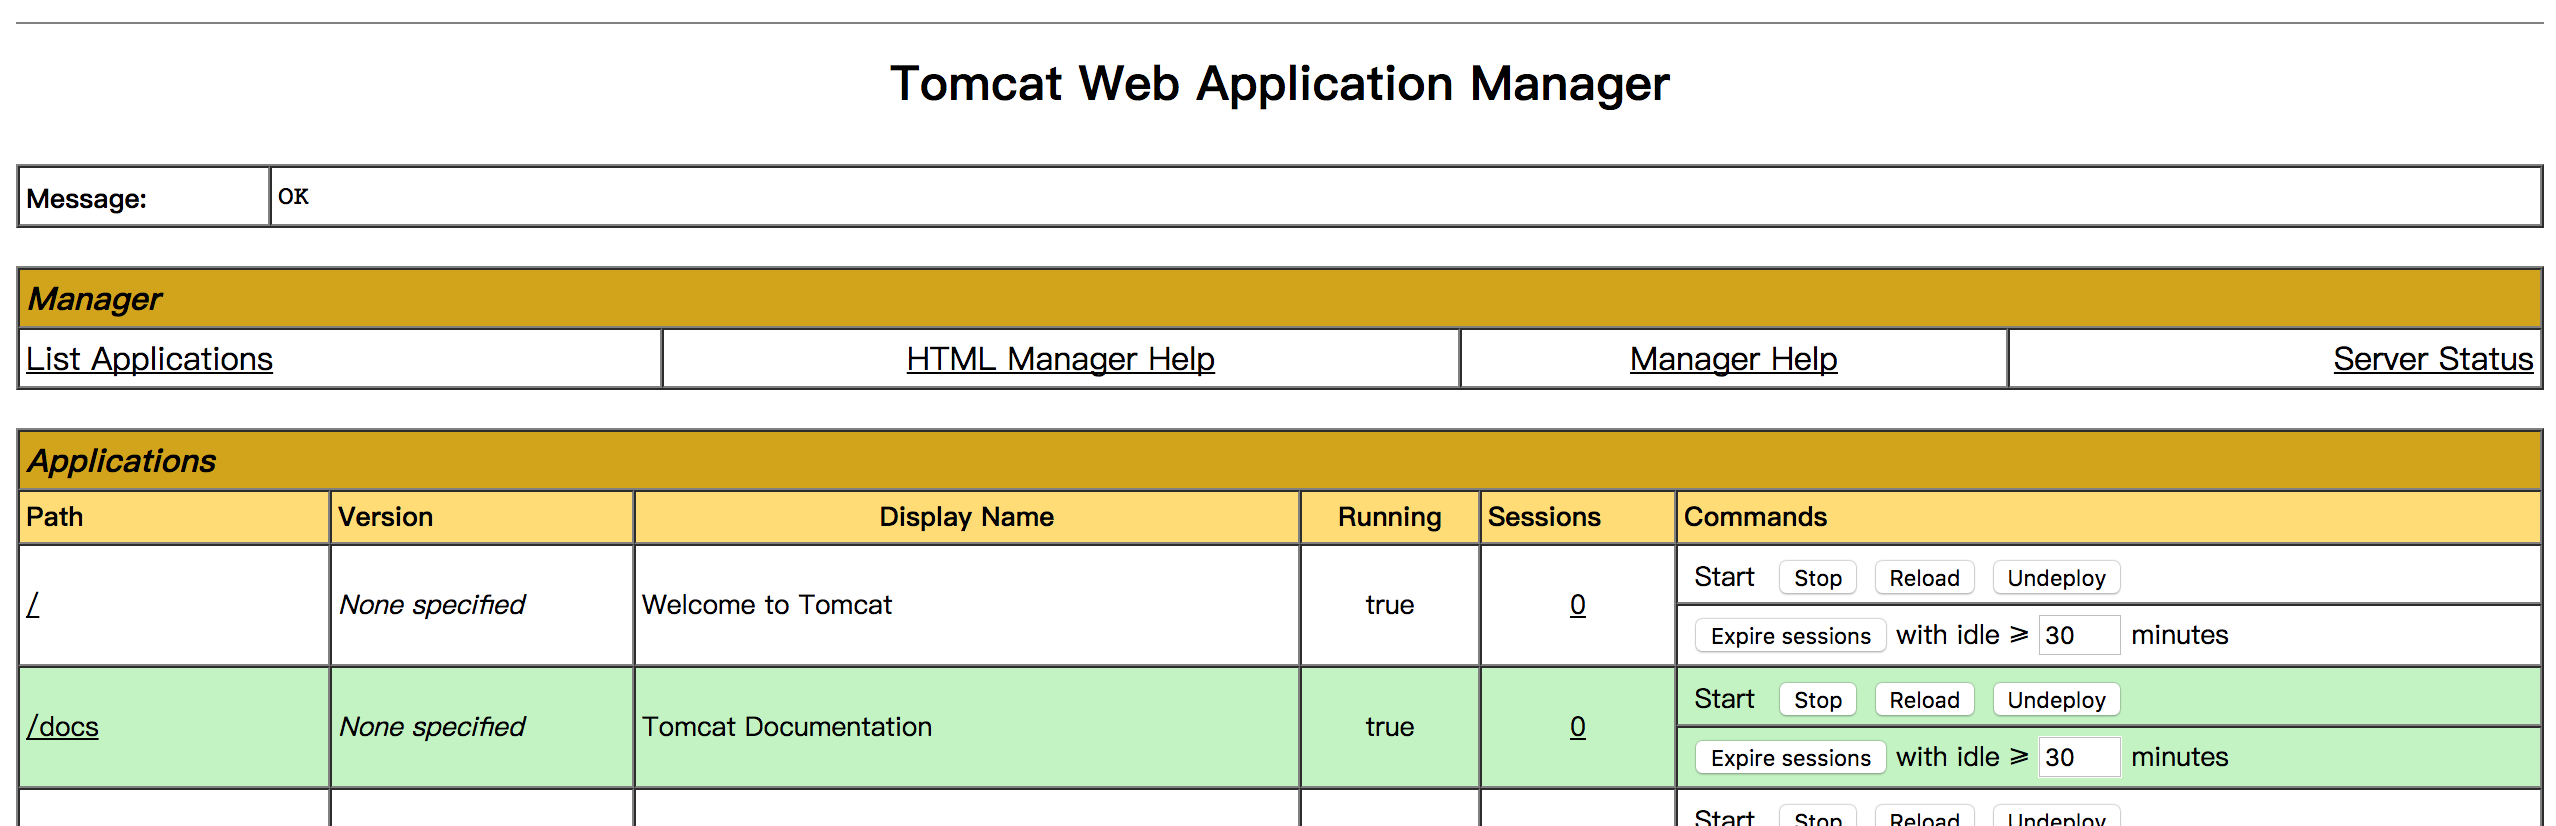 Tomcat Web Application Manager
Message: OK
Manager
List Applications HTML Manager Help Manager Help Server Status
Applications
Path Version Display Name Running Sessions Commands
/ None specified Welcome to Tomcat true 0 Start Stop Reload Undeploy
Expire sessions with idle ≥ 30 minutes
/docs None specified Tomcat Documentation true 0 Start Stop Reload Undeploy
Expire sessions with idle ≥ 30 minutes
Start Stop Reload Undeploy